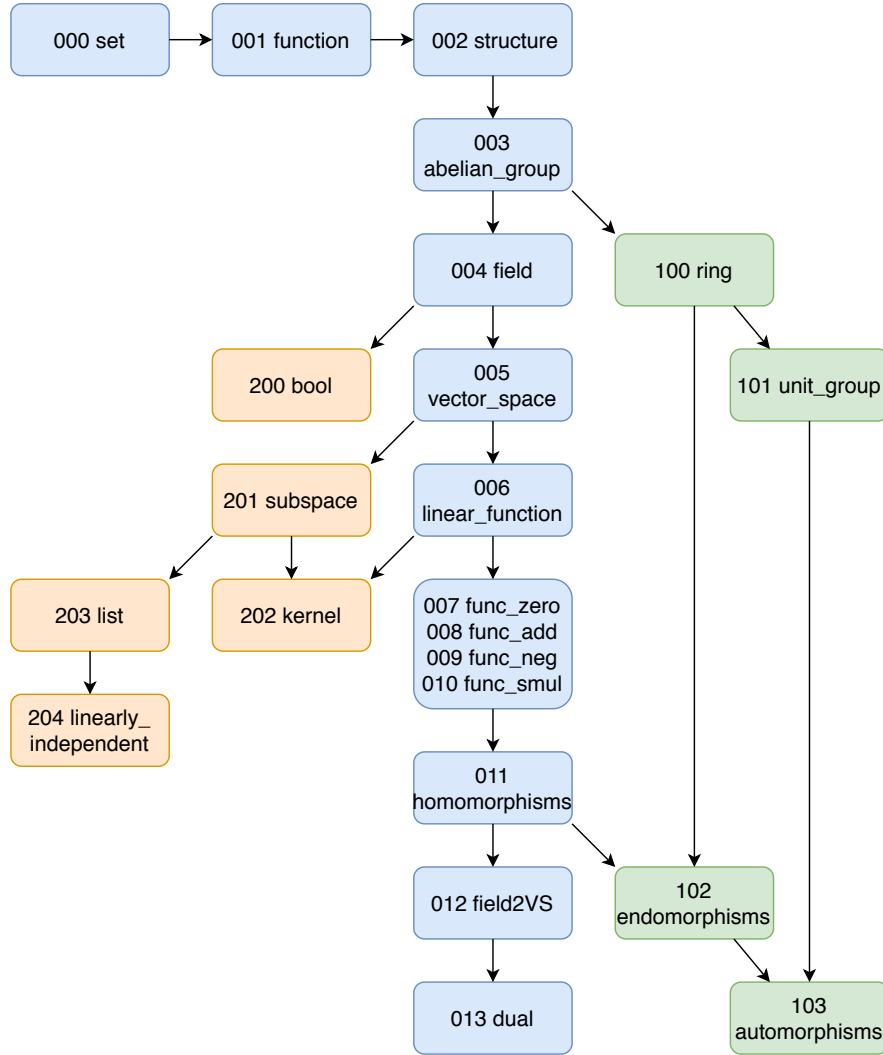 000 set
001 function
002 structure
003
abelian_group
004 field
100 ring
200 bool
005
vector_space
101 unit_group
201 subspace
006
linear_function
203 list
202 kernel
007 func_zero
008 func_add
009 func_neg
010 func_smul
204 linearly_
independent
011
homomorphisms
012 field2VS
102
endomorphisms
013 dual
103
automorphisms